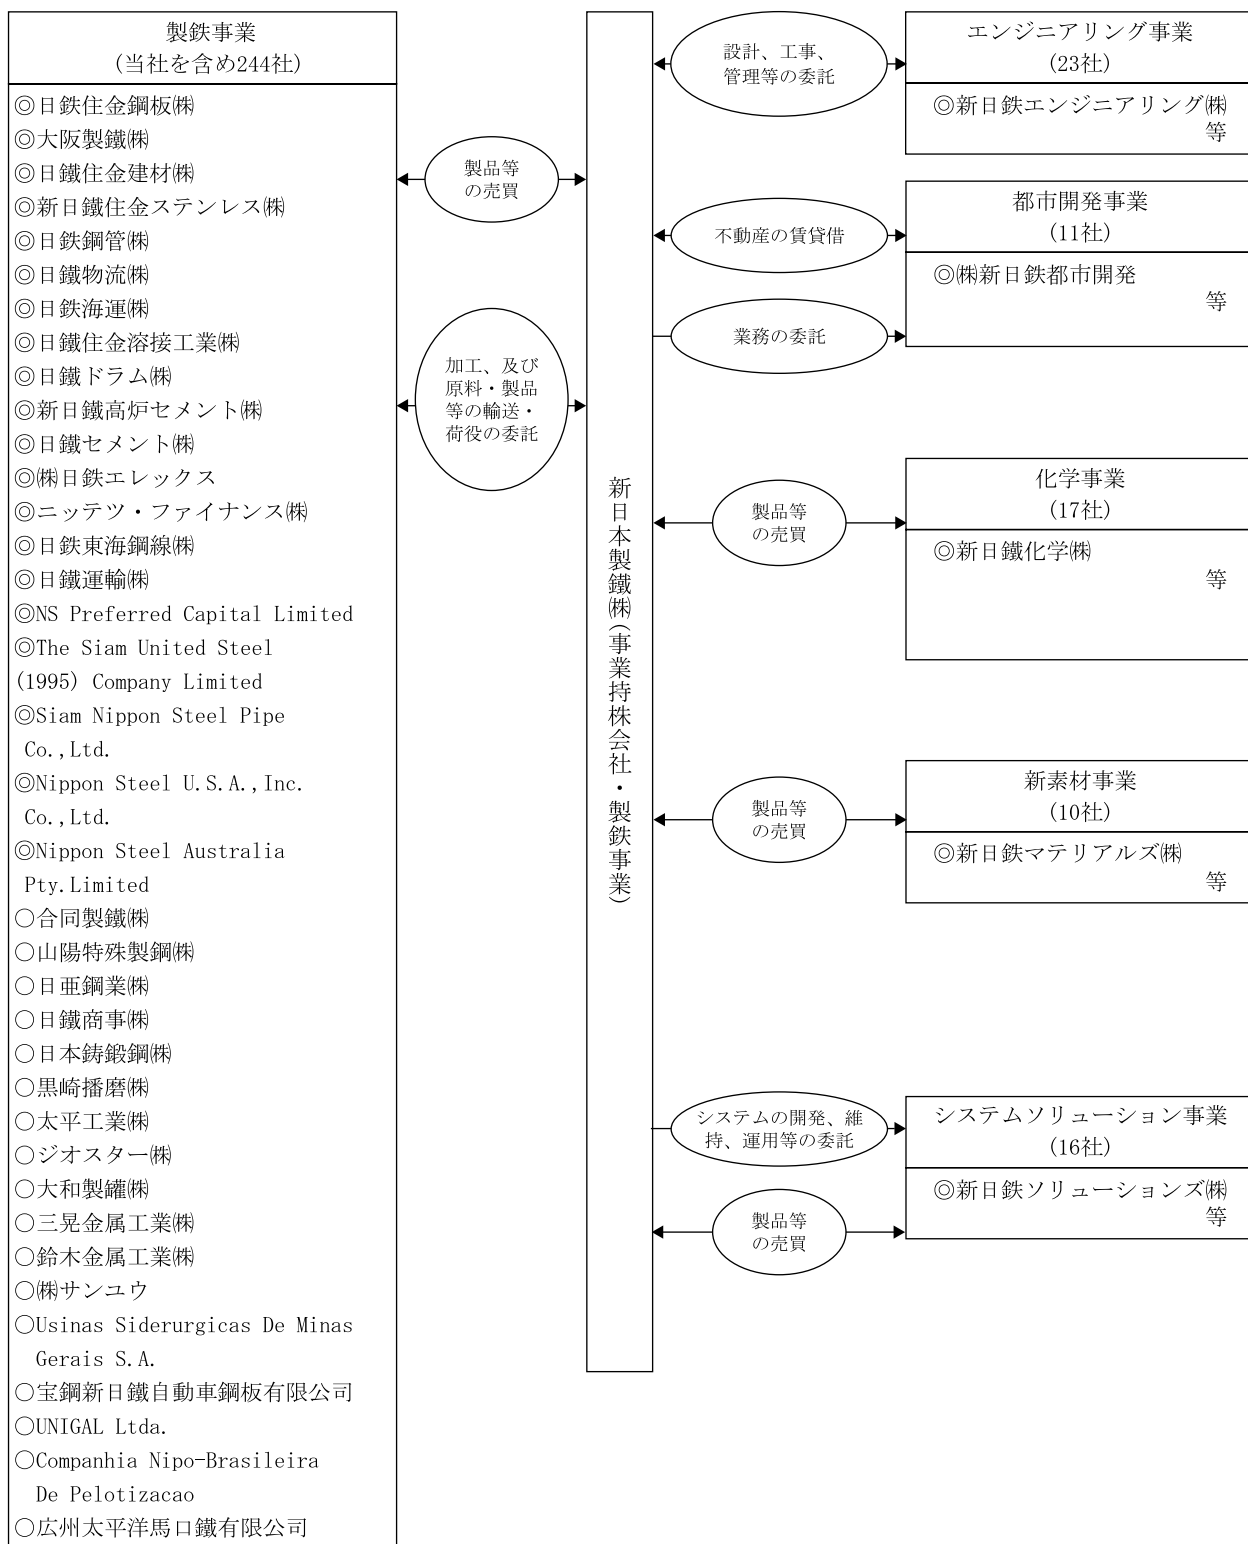 製鉄事業
(当社を含め244社)
◎日鉄住金鋼板㈱
◎大阪製鐵㈱
◎日鐵住金建材㈱
◎新日鐵住金ステンレス㈱
◎日鉄鋼管㈱
◎日鐵物流㈱
◎日鉄海運㈱
◎日鐵住金溶接工業㈱
◎日鐵ドラム㈱
◎新日鐵高炉セメント㈱
◎日鐵セメント㈱
◎㈱日鉄エレックス
◎ニッテツ・ファイナンス㈱
◎日鉄東海鋼線㈱
◎日鐵運輸㈱
◎NS Preferred Capital Limited
◎The Siam United Steel
(1995) Company Limited
◎Siam Nippon Steel Pipe
Co.,Ltd.
◎Nippon Steel U.S.A.,Inc.
Co.,Ltd.
◎Nippon Steel Australia
Pty.Limited
○合同製鐵㈱
○山陽特殊製鋼㈱
○日亜鋼業㈱
○日鐵商事㈱
○日本鋳鍛鋼㈱
○黒崎播磨㈱
○太平工業㈱
○ジオスター㈱
○大和製罐㈱
○三晃金属工業㈱
○鈴木金属工業㈱
○㈱サンユウ
○Usinas Siderurgicas De Minas
Gerais S.A.
○宝鋼新日鐵自動車鋼板有限公司
○UNIGAL Ltda.
○Companhia Nipo-Brasileira
De Pelotizacao
○広州太平洋馬口鐵有限公司
製品等
の売買
加工、及び
原料・製品
等の輸送・
荷役の委託
新日本製鐵㈱(事業持株会社・製鉄事業)
設計、工事、
管理等の委託
エンジニアリング事業
(23社)
◎新日鉄エンジニアリング㈱
等
不動産の賃貸借
業務の委託
都市開発事業
(11社)
◎㈱新日鉄都市開発
等
製品等
の売買
化学事業
(17社)
◎新日鐵化学㈱
等
製品等
の売買
新素材事業
(10社)
◎新日鉄マテリアルズ㈱
等
システムの開発、維
持、運用等の委託
製品等
の売買
システムソリューション事業
(16社)
◎新日鉄ソリューションズ㈱
等